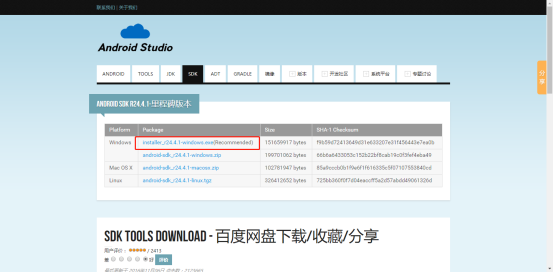 联系我们 | 关于我们
Android Studio
ANDROID TOOLS JDK SDK ADT GRADLE 镜像 版本 开发社区 系统平台 专题讨论
分享
ANDROID SDK R24.4.1-里程碑版本
Platform Package Size SHA-1 Checksum
Windows installer_r24.4.1-windows.exe(Recommended) 151659917 bytes f9b59d72413649d31e633207e31f456443e7ea0b
android-sdk_r24.4.1-windows.zip 199701062 bytes 66b6a6433053c152b22bf8cab19c0f3fef4eba49
Mac OS X android-sdk_r24.4.1-macosx.zip 102781947 bytes 85a9cccb0b1f9e6f1f616335c5f07107553840cd
Linux android-sdk_r24.4.1-linux.tgz 326412652 bytes 725bb360f0f7d04eaccff5a2d57abdd49061326d
SDK TOOLS DOWNLOAD - 百度网盘下载/收藏/分享
用户评价： / 2413
差 好 评级